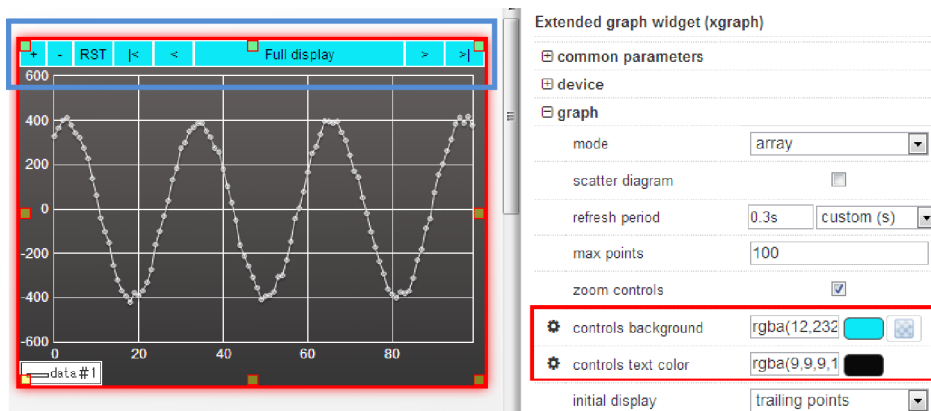 + - RST |< < Full display > >|
600
400
200
0
-200
-400
-600
0 20 40 60 80
data#1
Extended graph widget (xgraph)
common parameters
device
graph
mode array
scatter diagram
refresh period 0.3s custom (s)
max points 100
zoom controls
controls background rgba(12,232
controls text color rgba(9,9,9,1
initial display trailing points